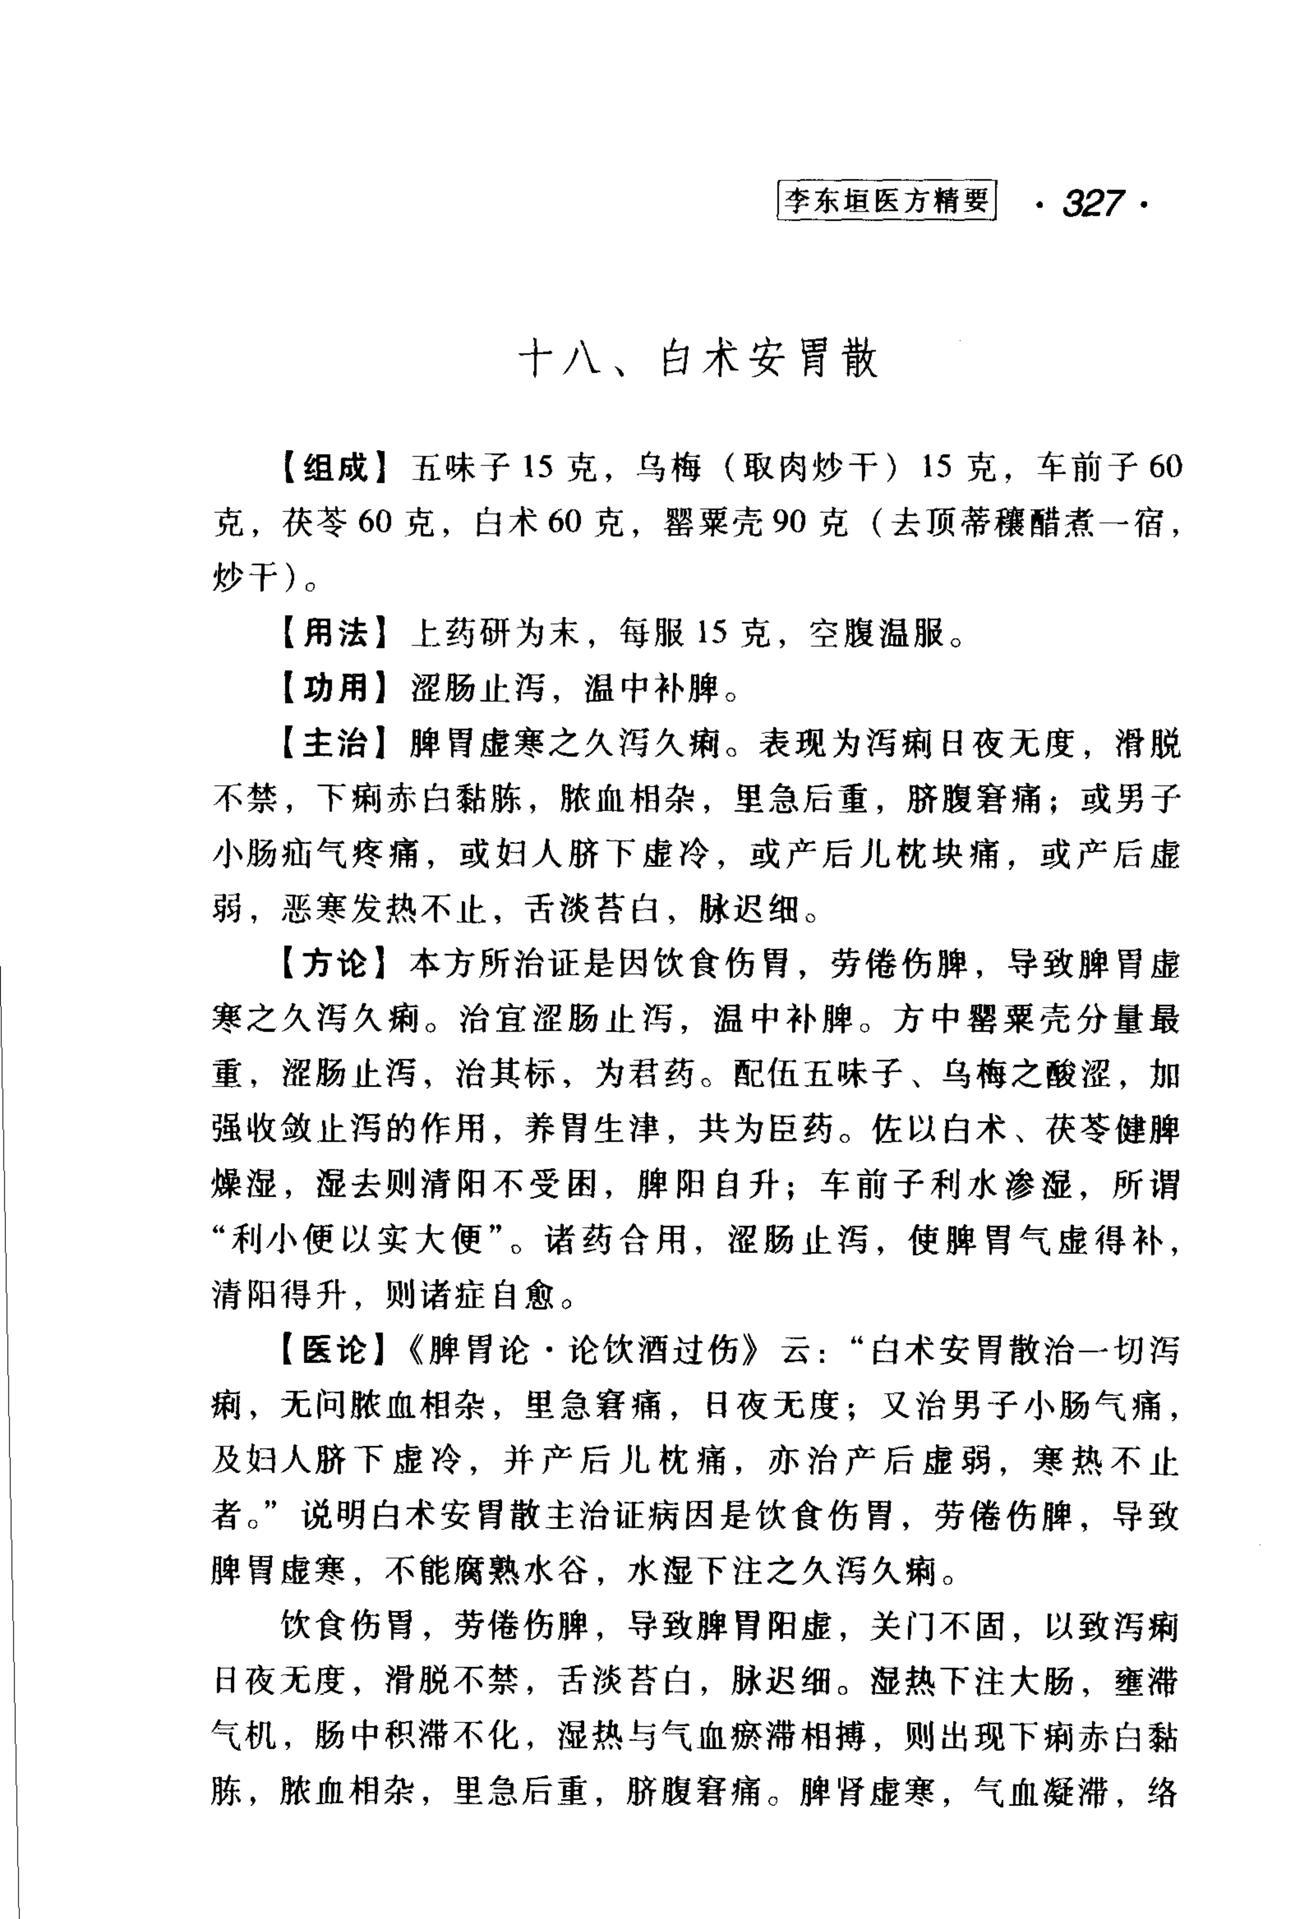 李东垣医方精要 · 327 ·
十八、白术安胃散
【组成】 五味子 15 克，乌梅（取肉炒干）15 克，车前子 60
克，茯苓 60 克，白术 60 克，罂粟壳 90 克（去顶蒂穰醋煮一宿，
炒干）。
【用法】 上药研为末，每服 15 克，空腹温服。
【功用】 涩肠止泻，温中补脾。
【主治】 脾胃虚寒之久泻久痢。表现为泻痢日夜无度，滑脱
不禁，下痢赤白黏胨，脓血相杂，里急后重，脐腹窘痛；或男子
小肠疝气疼痛，或妇人脐下虚冷，或产后儿枕块痛，或产后虚
弱，恶寒发热不止，舌淡苔白，脉迟细。
【方论】 本方所治证是因饮食伤胃，劳倦伤脾，导致脾胃虚
寒之久泻久痢。治宜涩肠止泻，温中补脾。方中罂粟壳分量最
重，涩肠止泻，治其标，为君药。配伍五味子、乌梅之酸涩，加
强收敛止泻的作用，养胃生津，共为臣药。佐以白术、茯苓健脾
燥湿，湿去则清阳不受困，脾阳自升；车前子利水渗湿，所谓
“利小便以实大便”。诸药合用，涩肠止泻，使脾胃气虚得补，
清阳得升，则诸症自愈。
【医论】《脾胃论·论饮酒过伤》云：“白术安胃散治一切泻
痢，无问脓血相杂，里急窘痛，日夜无度；又治男子小肠气痛，
及妇人脐下虚冷，并产后儿枕痛，亦治产后虚弱，寒热不止
者。” 说明白术安胃散主治证病因是饮食伤胃，劳倦伤脾，导致
脾胃虚寒，不能腐熟水谷，水湿下注之久泻久痢。
饮食伤胃，劳倦伤脾，导致脾胃阳虚，关门不固，以致泻痢
日夜无度，滑脱不禁，舌淡苔白，脉迟细。湿热下注大肠，壅滞
气机，肠中积滞不化，湿热与气血瘀滞相搏，则出现下痢赤白黏
胨，脓血相杂，里急后重，脐腹窘痛。脾肾虚寒，气血凝滞，络